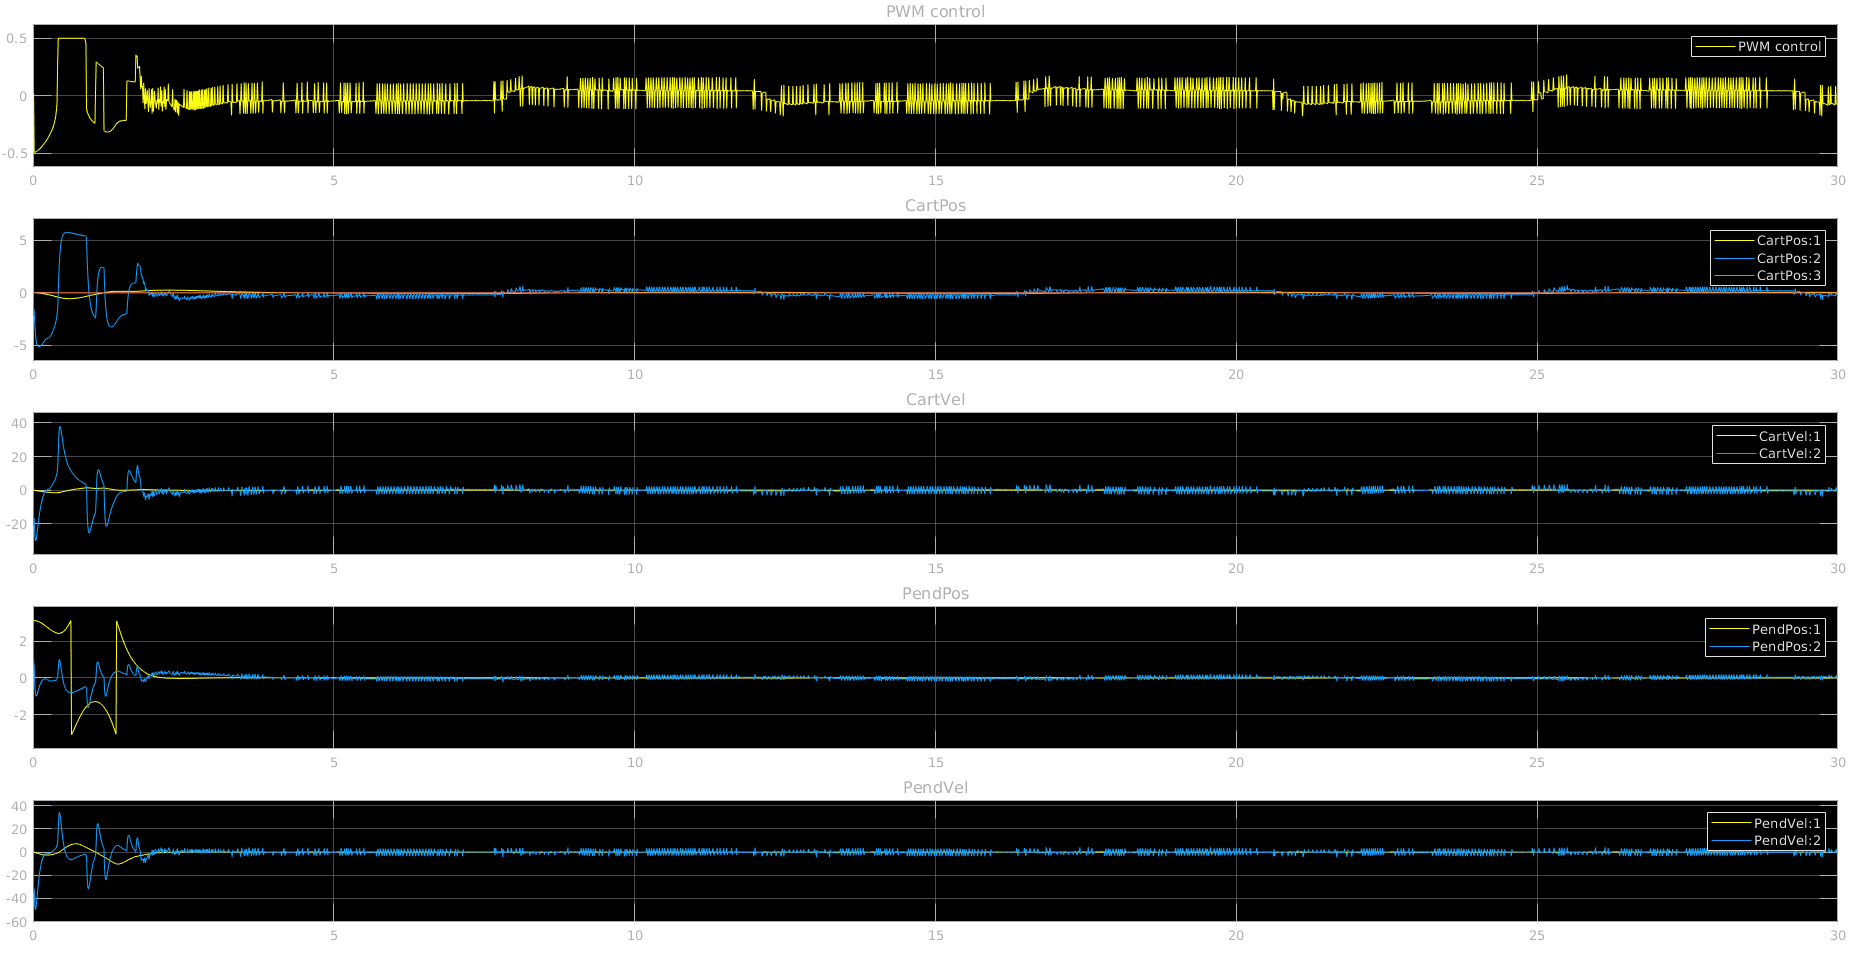 PWM control
0.5
0
-0.5
PWM control
0 5 10 15 20 25 30
CartPos
5
0
-5
CartPos:1
CartPos:2
CartPos:3
0 5 10 15 20 25 30
CartVel
40
20
0
-20
CartVel:1
CartVel:2
0 5 10 15 20 25 30
PendPos
2
0
-2
PendPos:1
PendPos:2
0 5 10 15 20 25 30
PendVel
40
20
0
-20
-40
-60
PendVel:1
PendVel:2
0 5 10 15 20 25 30